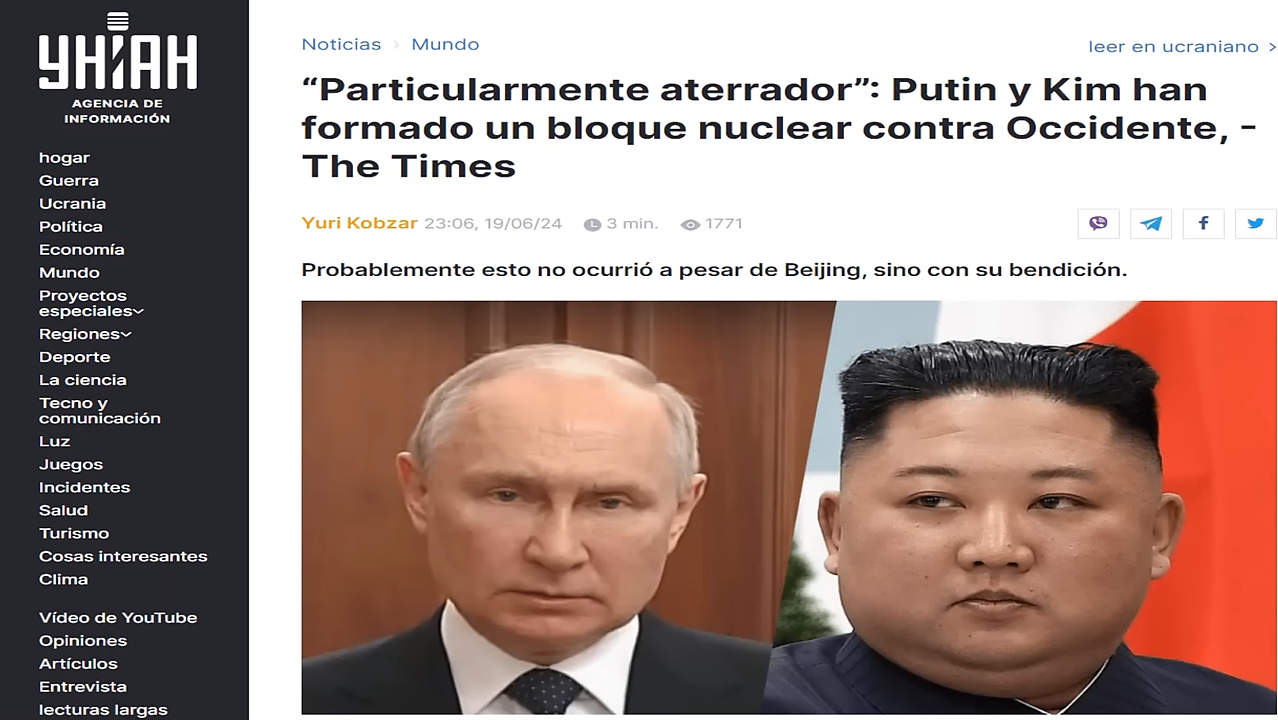 УНІАН
AGENCIA DE
INFORMACIÓN
hogar
Guerra
Ucrania
Política
Economía
Mundo
Proyectos
especiales
Regiones
Deporte
La ciencia
Tecno y
comunicación
Luz
Juegos
Incidentes
Salud
Turismo
Cosas interesantes
Clima
Vídeo de YouTube
Opiniones
Artículos
Entrevista
lecturas largas
Noticias > Mundo
leer en ucraniano >
“Particularmente aterrador”: Putin y Kim han
formado un bloque nuclear contra Occidente, -
The Times
Yuri Kobzar 23:06, 19/06/24 3 min. 1771
Probablemente esto no ocurrió a pesar de Beijing, sino con su bendición.